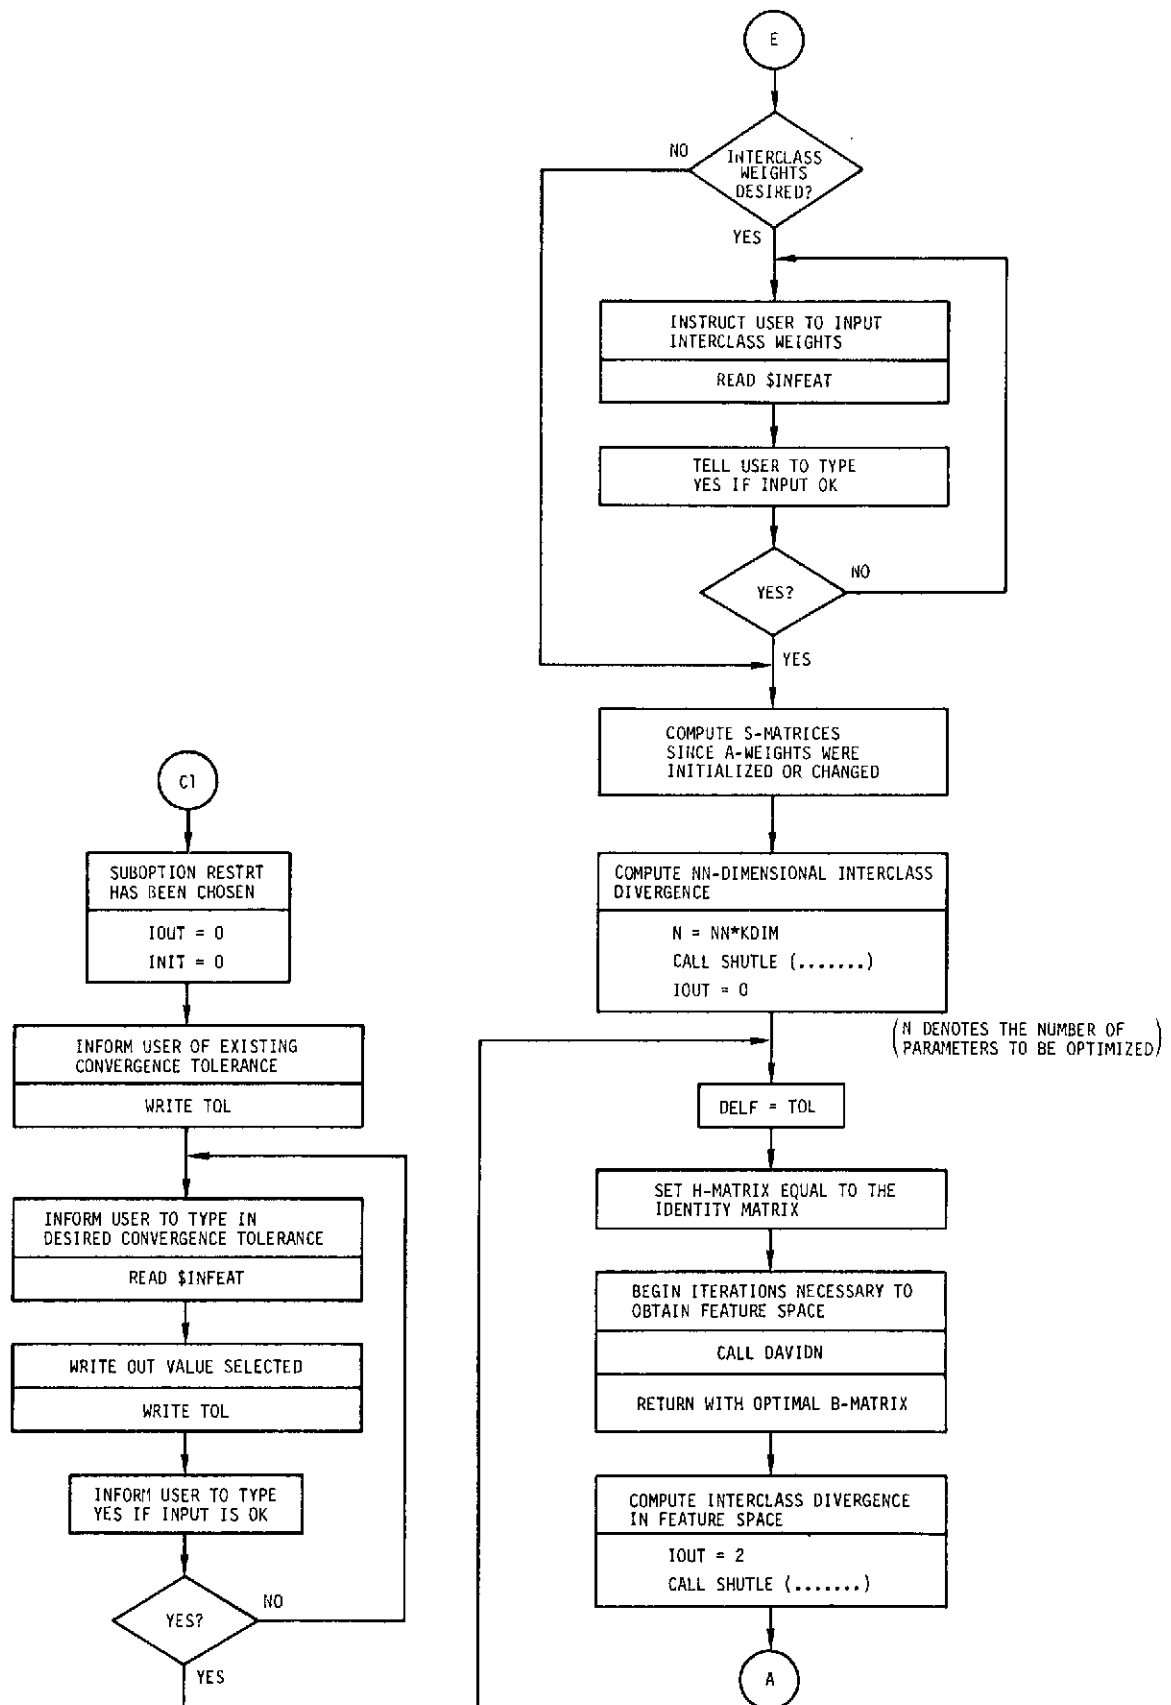 E
NO
INTERCLASS
WEIGHTS
DESIRED?
YES
INSTRUCT USER TO INPUT
INTERCLASS WEIGHTS
READ $INFEAT
TELL USER TO TYPE
YES IF INPUT OK
YES?
NO
YES
COMPUTE S-MATRICES
SINCE A-WEIGHTS WERE
INITIALIZED OR CHANGED
COMPUTE NN-DIMENSIONAL INTERCLASS
DIVERGENCE
N = NN*KDIM
CALL SHUTLE (.......)
IOUT = 0
(N DENOTES THE NUMBER OF
PARAMETERS TO BE OPTIMIZED)
DELF = TOL
SET H-MATRIX EQUAL TO THE
IDENTITY MATRIX
BEGIN ITERATIONS NECESSARY TO
OBTAIN FEATURE SPACE
CALL DAVIDN
RETURN WITH OPTIMAL B-MATRIX
COMPUTE INTERCLASS DIVERGENCE
IN FEATURE SPACE
IOUT = 2
CALL SHUTLE (.......)
A
C1
SUBOPTION RESTRT
HAS BEEN CHOSEN
IOUT = 0
INIT = 0
INFORM USER OF EXISTING
CONVERGENCE TOLERANCE
WRITE TOL
INFORM USER TO TYPE IN
DESIRED CONVERGENCE TOLERANCE
READ $INFEAT
WRITE OUT VALUE SELECTED
WRITE TOL
INFORM USER TO TYPE
YES IF INPUT IS OK
YES?
NO
YES